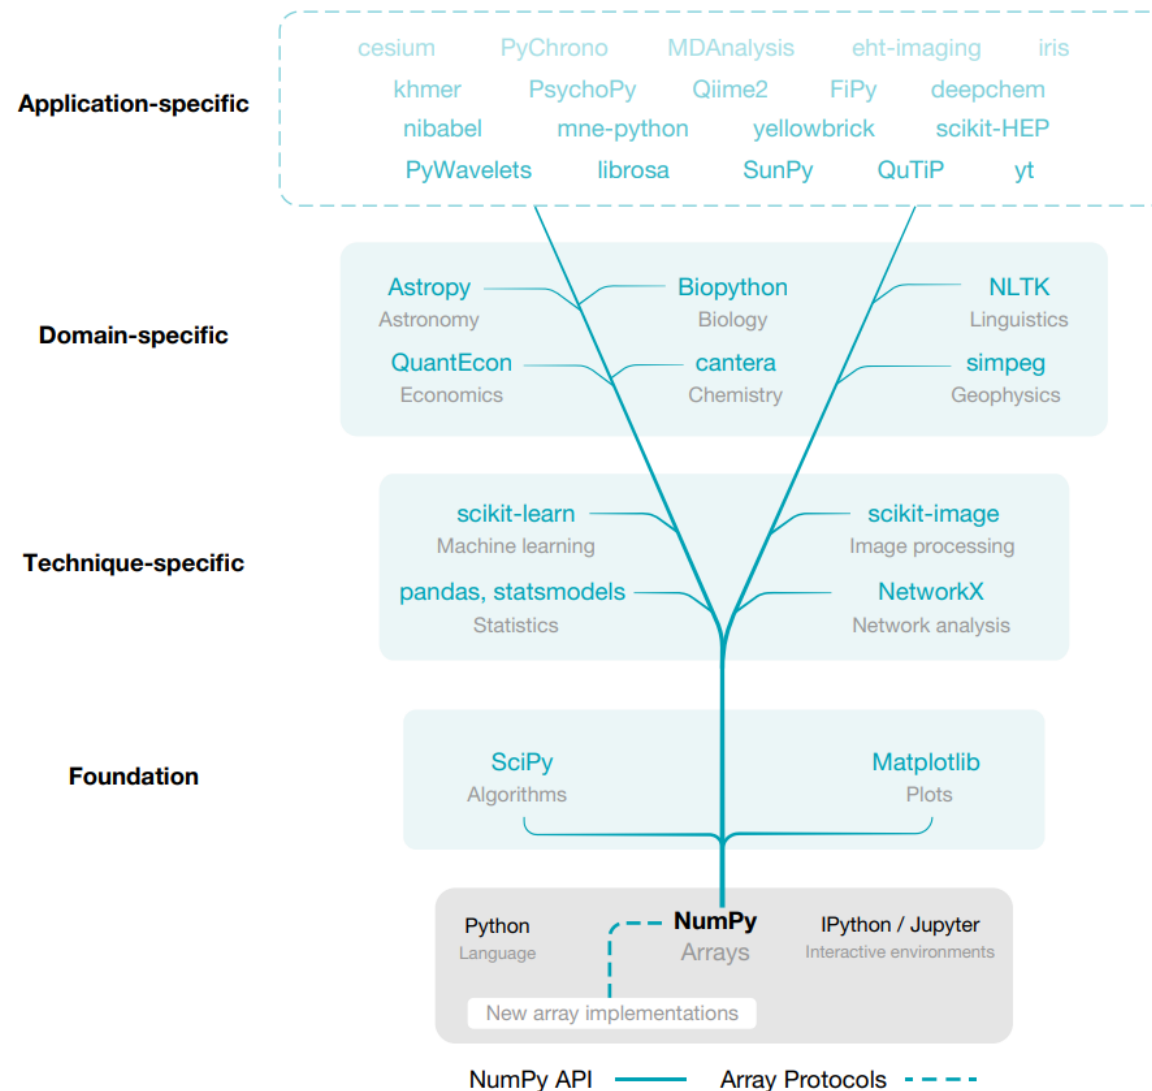 cesium PyChrono MDAnalysis eht-imaging iris
Application-specific
khmer PsychoPy Qiime2 FiPy deepchem
nibabel mne-python yellowbrick scikit-HEP
PyWavelets librosa SunPy QuTiP yt
Domain-specific
Astropy Biopython NLTK
Astronomy Biology Linguistics
QuantEcon cantera simpeg
Economics Chemistry Geophysics
Technique-specific
scikit-learn scikit-image
Machine learning Image processing
pandas, statsmodels NetworkX
Statistics Network analysis
Foundation
SciPy Matplotlib
Algorithms Plots
Python NumPy IPython / Jupyter
Language Arrays Interactive environments
New array implementations
NumPy API Array Protocols